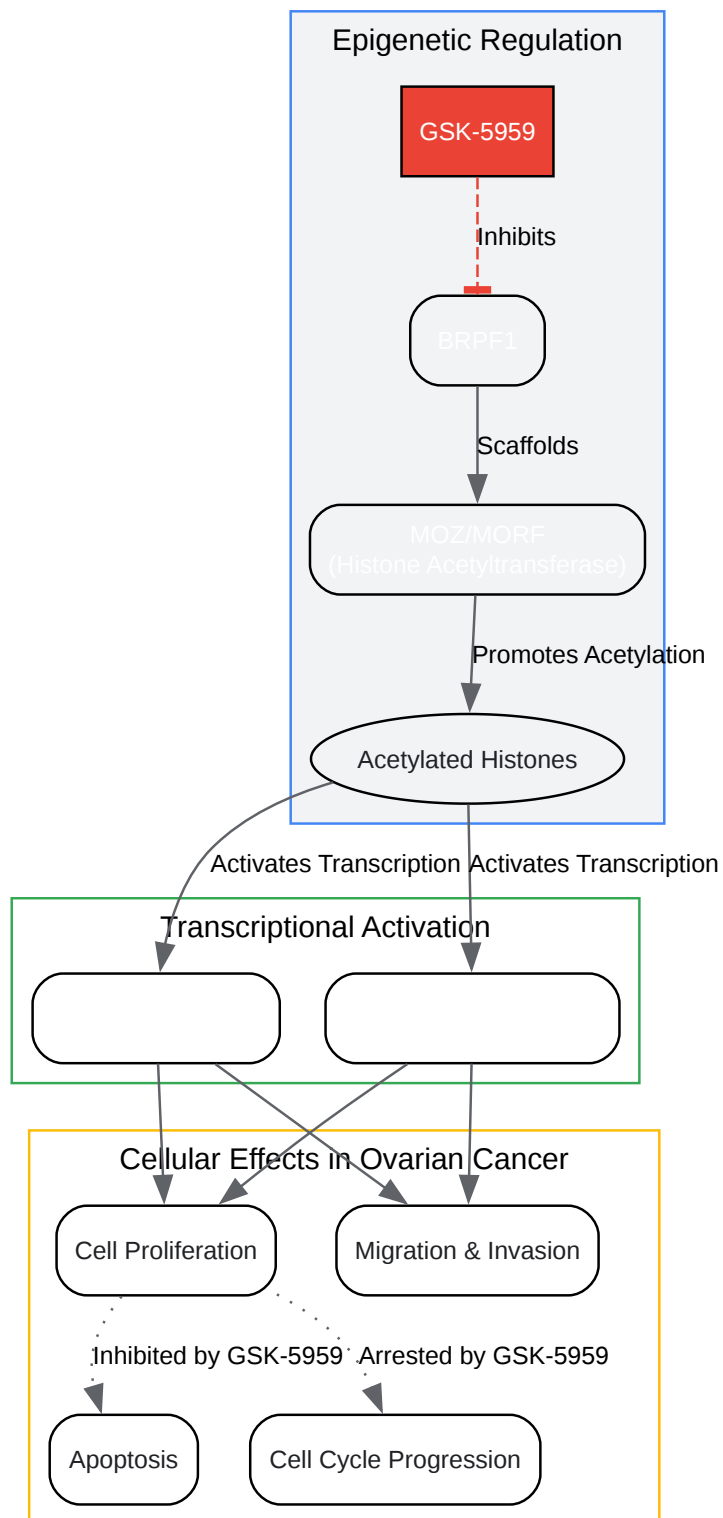 Epigenetic Regulation
GSK-5959
Inhibits
BRPF1
Scaffolds
MOZ/MORF
(Histone Acetyltransferase)
Promotes Acetylation
Acetylated Histones
Activates Transcription
Activates Transcription
Transcriptional Activation
Cellular Effects in Ovarian Cancer
Cell Proliferation
Migration & Invasion
Inhibited by GSK-5959
Arrested by GSK-5959
Apoptosis
Cell Cycle Progression